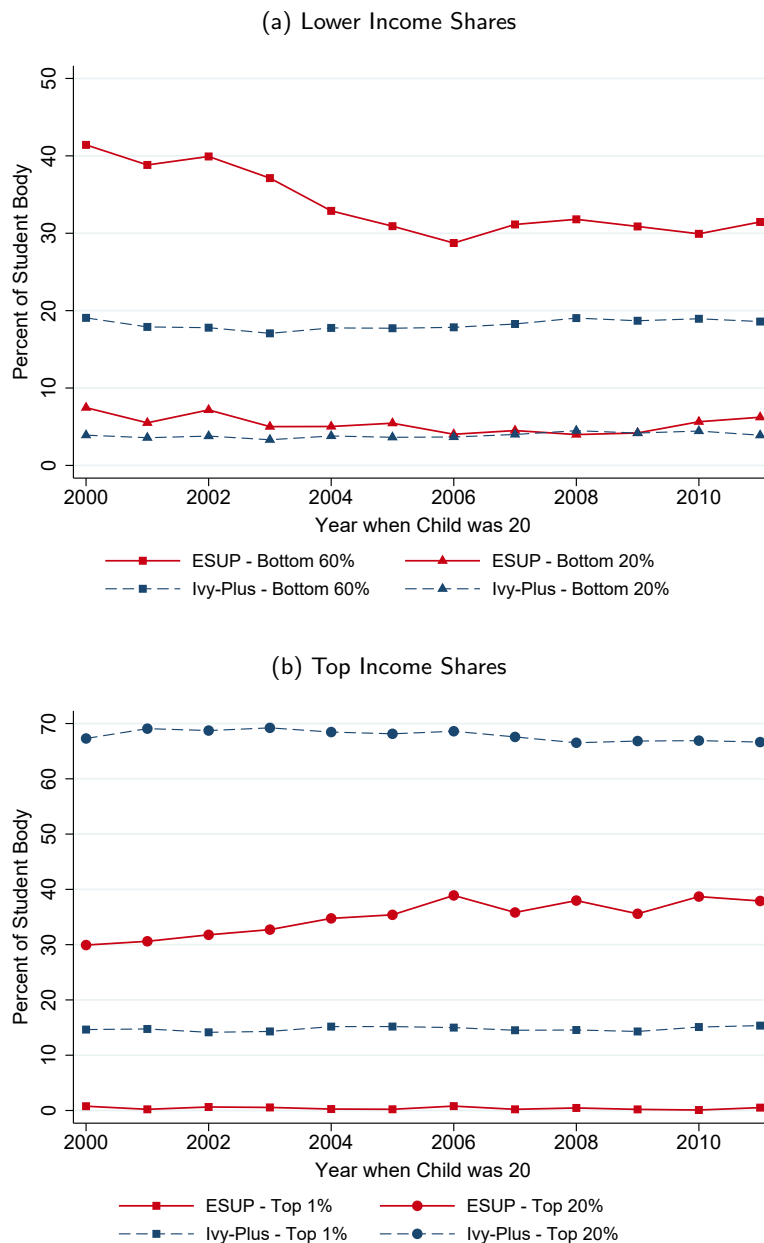 (a) Lower Income Shares
50
40
30
20
10
0
Percent of Student Body
2000 2002 2004 2006 2008 2010
Year when Child was 20
ESUP - Bottom 60% ESUP - Bottom 20%
Ivy-Plus - Bottom 60% Ivy-Plus - Bottom 20%
(b) Top Income Shares
70
60
50
40
30
20
10
0
Percent of Student Body
2000 2002 2004 2006 2008 2010
Year when Child was 20
ESUP - Top 1% ESUP - Top 20%
Ivy-Plus - Top 1% Ivy-Plus - Top 20%